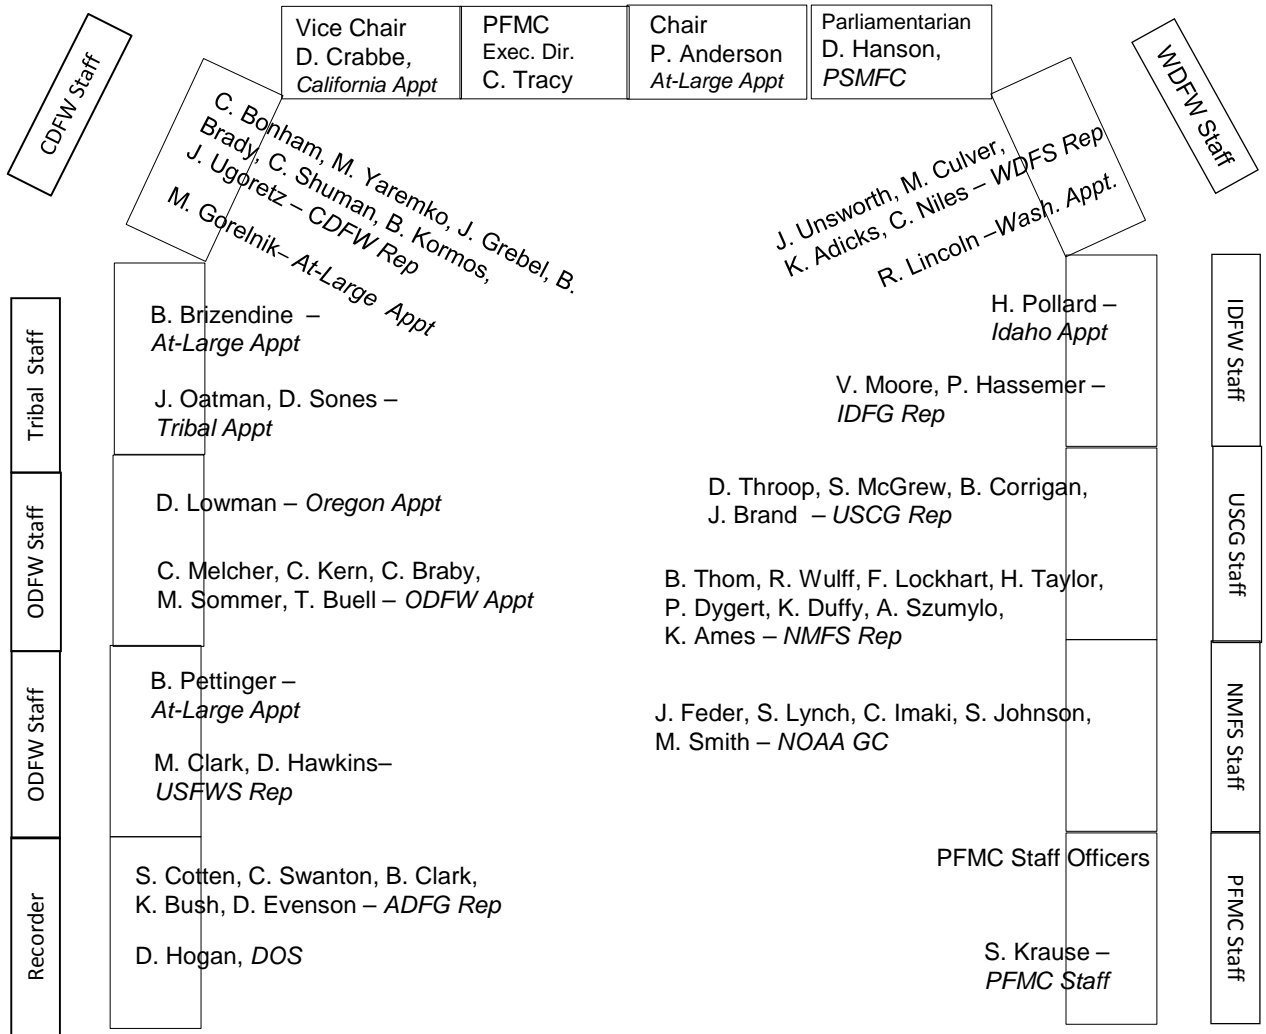 Vice Chair
D. Crabbe,
California Appt
PFMC
Exec. Dir.
C. Tracy
Chair
P. Anderson
At-Large Appt
Parliamentarian
D. Hanson,
PSMFC
CDFW Staff
WDFW Staff
C. Bonham, M. Yaremko, J. Grebel, B.
Brady, C. Shuman, B. Kormos,
J. Ugoretz – CDFW Rep
M. Gorelnik– At-Large Appt
J. Unsworth, M. Culver,
K. Adicks, C. Niles – WDFS Rep
R. Lincoln –Wash. Appt.
Tribal Staff
B. Brizendine –
At-Large Appt
J. Oatman, D. Sones –
Tribal Appt
H. Pollard –
Idaho Appt
V. Moore, P. Hassemer –
IDFG Rep
IDFW Staff
ODFW Staff
D. Lowman – Oregon Appt
C. Melcher, C. Kern, C. Braby,
M. Sommer, T. Buell – ODFW Appt
D. Throop, S. McGrew, B. Corrigan,
J. Brand – USCG Rep
B. Thom, R. Wulff, F. Lockhart, H. Taylor,
P. Dygert, K. Duffy, A. Szumylo,
K. Ames – NMFS Rep
USCG Staff
ODFW Staff
B. Pettinger –
At-Large Appt
M. Clark, D. Hawkins–
USFWS Rep
J. Feder, S. Lynch, C. Imaki, S. Johnson,
M. Smith – NOAA GC
NMFS Staff
Recorder
S. Cotten, C. Swanton, B. Clark,
K. Bush, D. Evenson – ADFG Rep
D. Hogan, DOS
PFMC Staff Officers
S. Krause –
PFMC Staff
PFMC Staff